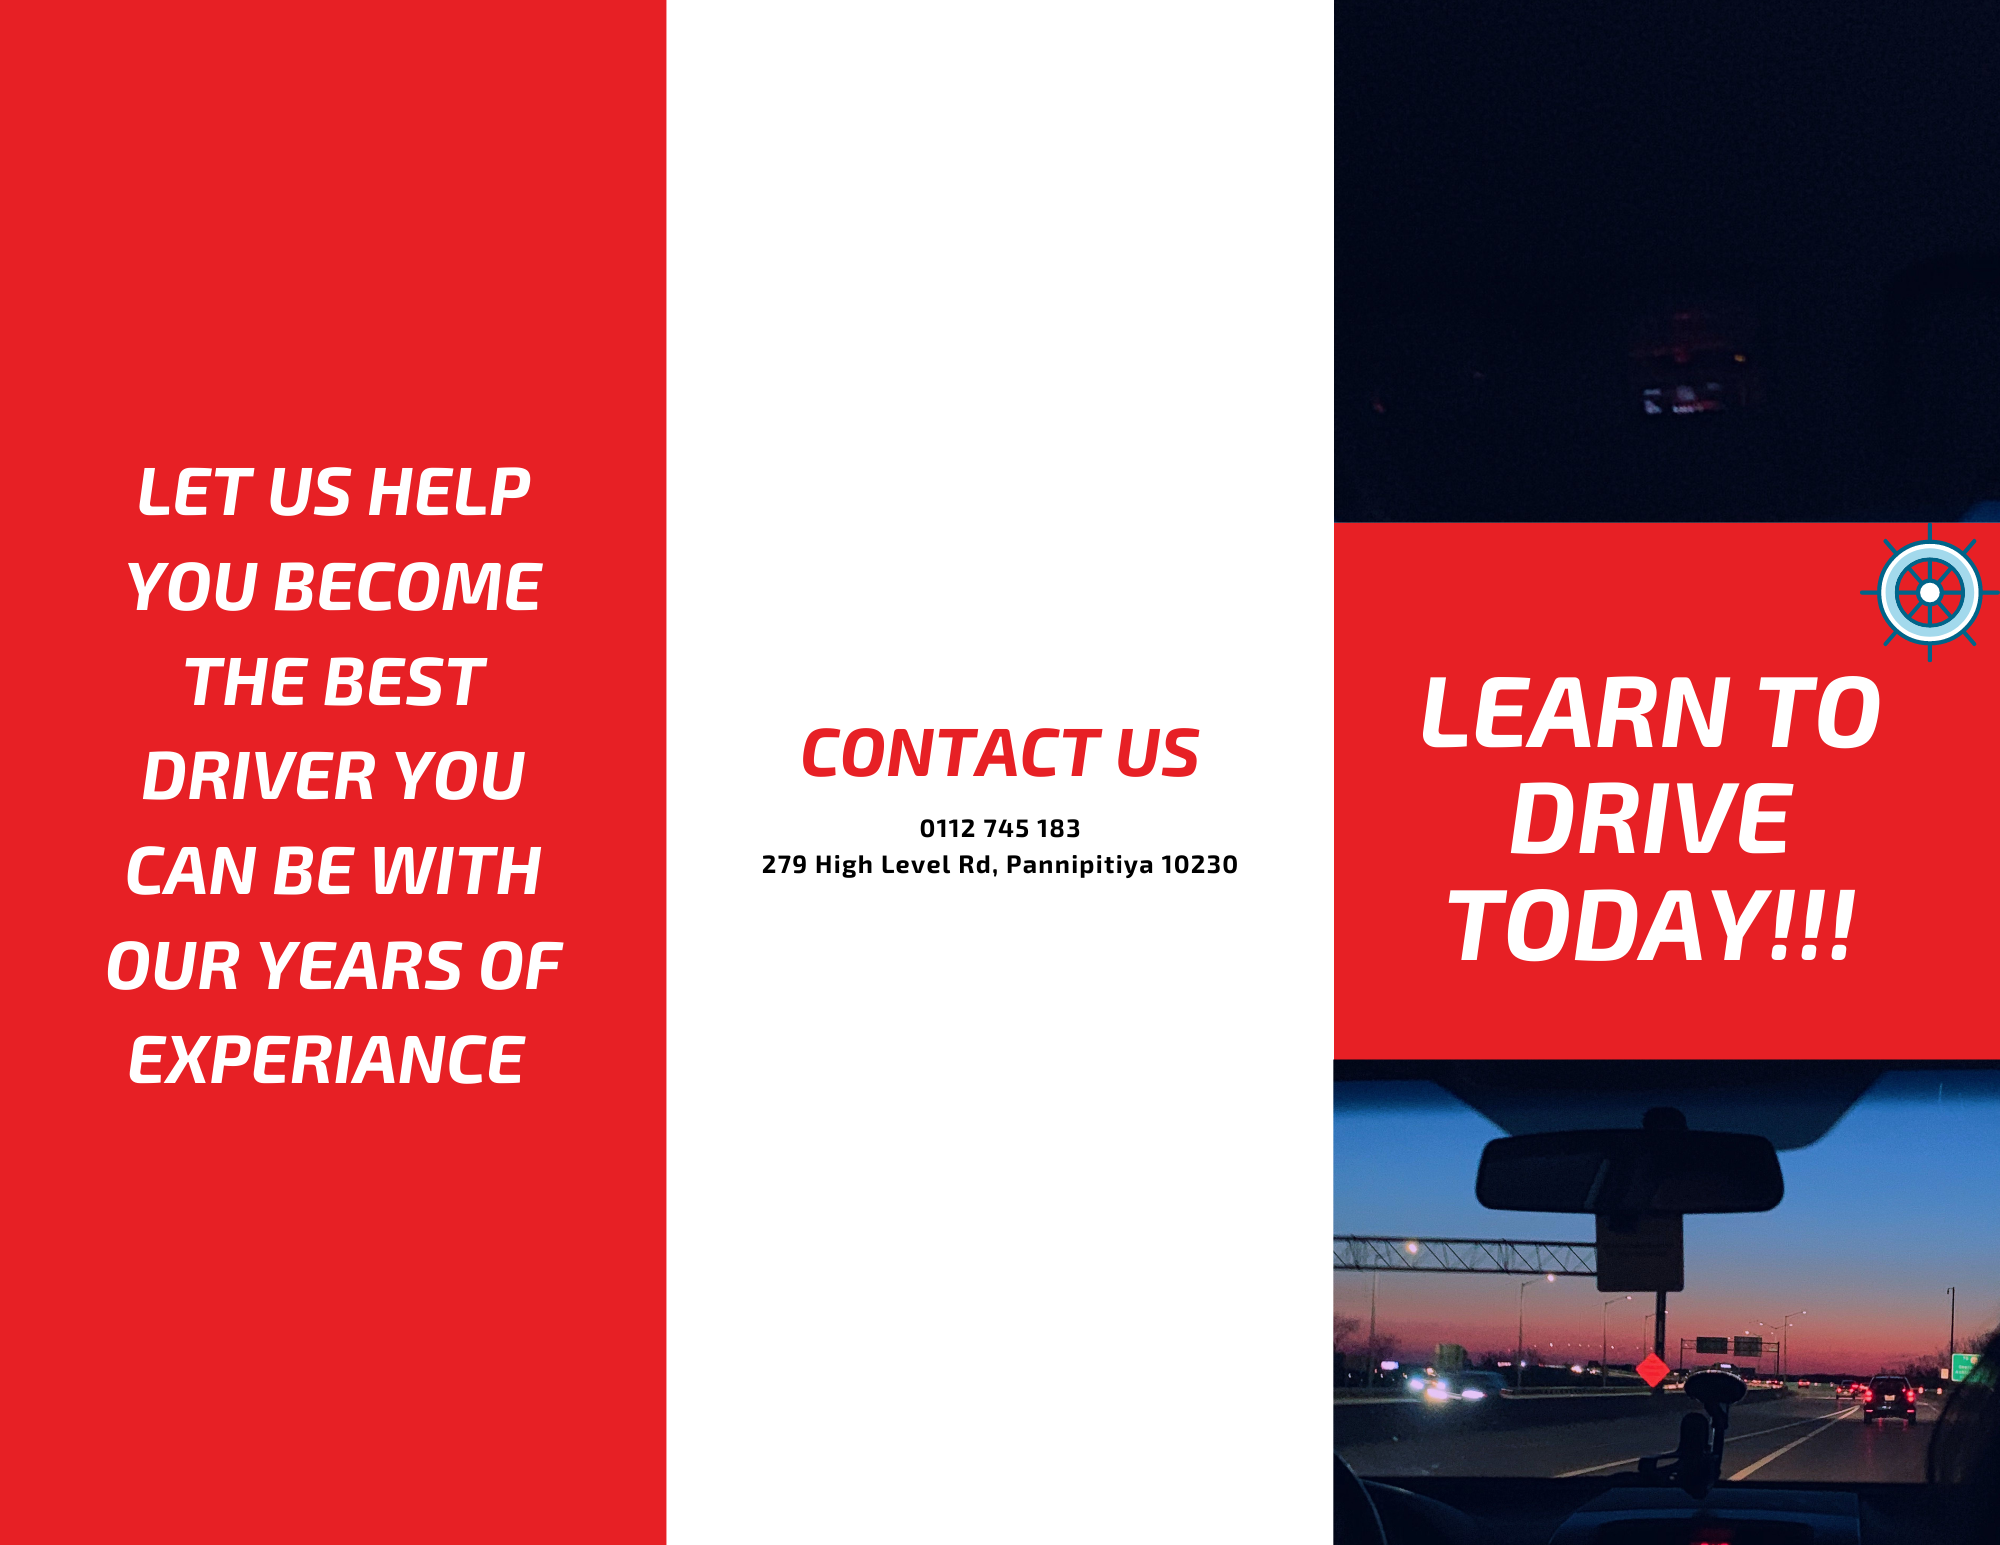 LET US HELP
YOU BECOME
THE BEST
DRIVER YOU
CAN BE WITH
OUR YEARS OF
EXPERIANCE
CONTACT US
0112 745 183
279 High Level Rd, Pannipitiya 10230
LEARN TO
DRIVE
TODAY!!!